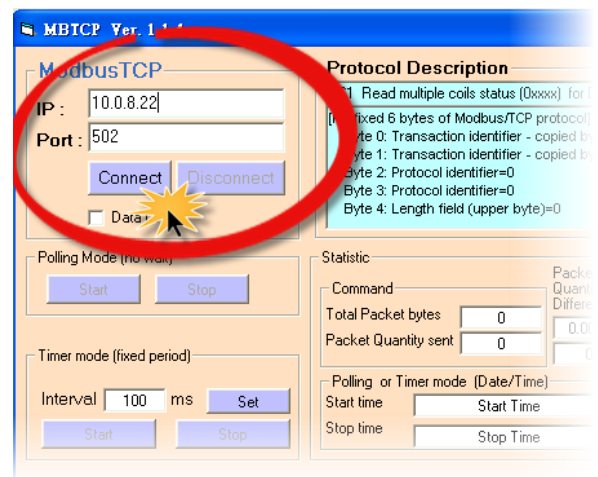 MBTCP Ver. 1.1.4
ModbusTCP
IP : 10.0.8.22
Port : 502
Connect Disconnect
Data
Polling Mode (no wait)
Start Stop
Timer mode (fixed period)
Interval 100 ms Set
Start Stop
Protocol Description
Read multiple coils status (0xxxx) for
fixed 6 bytes of Modbus/TCP protocol]
Byte 0: Transaction identifier - copied by
Byte 1: Transaction identifier - copied by
Byte 2: Protocol identifier=0
Byte 3: Protocol identifier=0
Byte 4: Length field (upper byte)=0
Statistic
Command
Total Packet bytes 0
Packet Quantity sent 0
Polling or Timer mode (Date/Time)
Start time Start Time
Stop time Stop Time